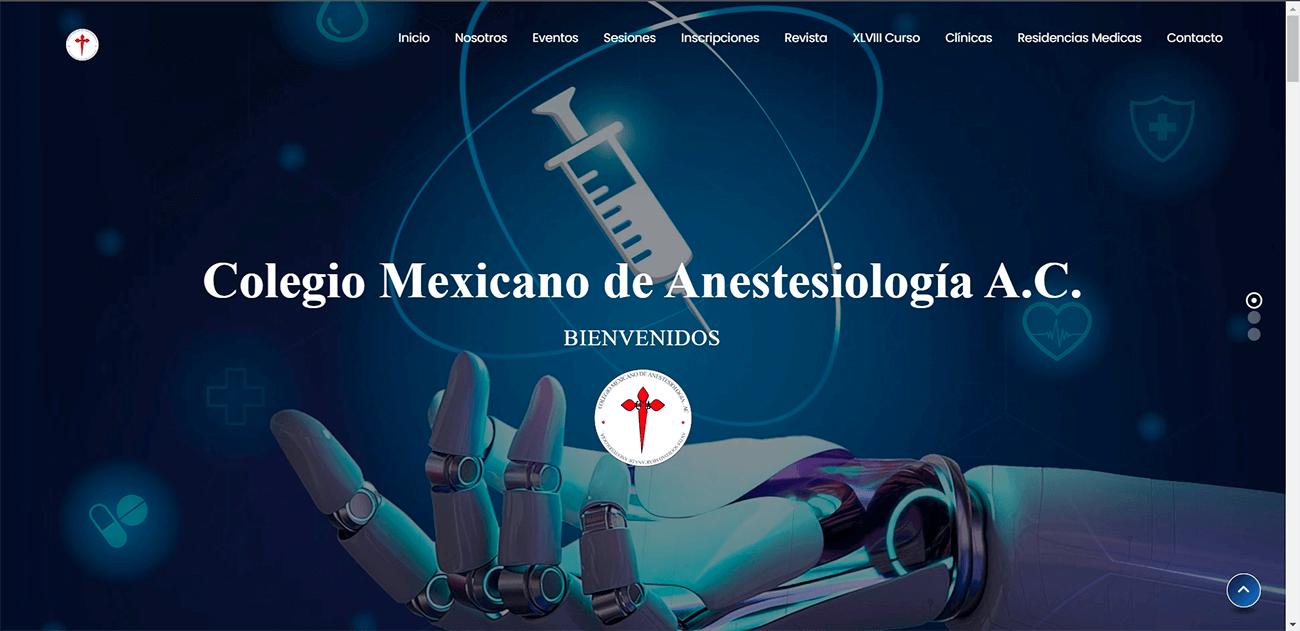 Inicio Nosotros Eventos Sesiones Inscripciones Revista XLVIII Curso Clínicas Residencias Medicas Contacto
Colegio Mexicano de Anestesiología A.C.
BIENVENIDOS
COLEGIO MEXICANO DE ANESTESIOLOGÍA, AC